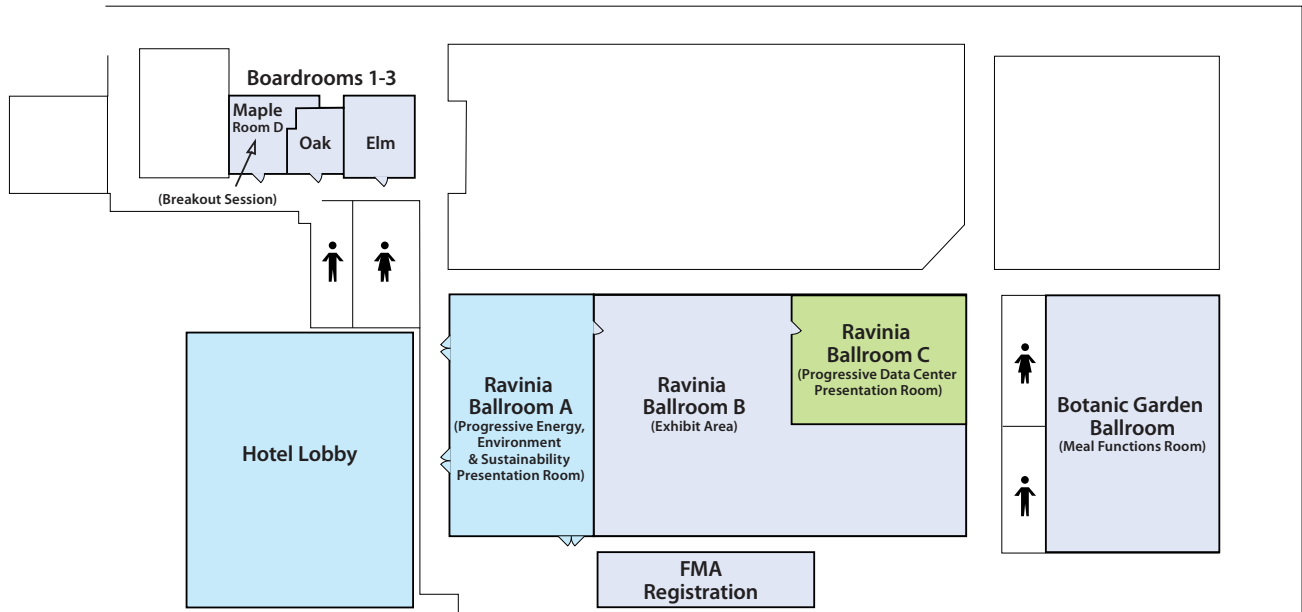 Boardrooms 1-3
Maple
Room D
Oak
Elm
(Breakout Session)
Hotel Lobby
Ravinia
Ballroom A
(Progressive Energy,
Environment
& Sustainability
Presentation Room)
Ravinia
Ballroom B
(Exhibit Area)
Ravinia
Ballroom C
(Progressive Data Center
Presentation Room)
Botanic Garden
Ballroom
(Meal Functions Room)
FMA
Registration